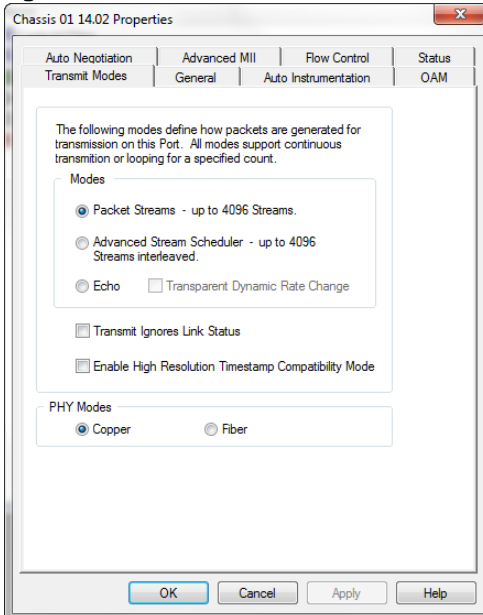 Chassis 01 14.02 Properties
x
Auto Negotiation Advanced MII Flow Control Status
Transmit Modes General Auto Instrumentation OAM
The following modes define how packets are generated for
transmission on this Port. All modes support continuous
transmition or looping for a specified count.
Modes
Packet Streams - up to 4096 Streams.
Advanced Stream Scheduler - up to 4096
Streams interleaved.
Echo Transparent Dynamic Rate Change
Transmit Ignores Link Status
Enable High Resolution Timestamp Compatibility Mode
PHY Modes
Copper Fiber
OK Cancel Apply Help